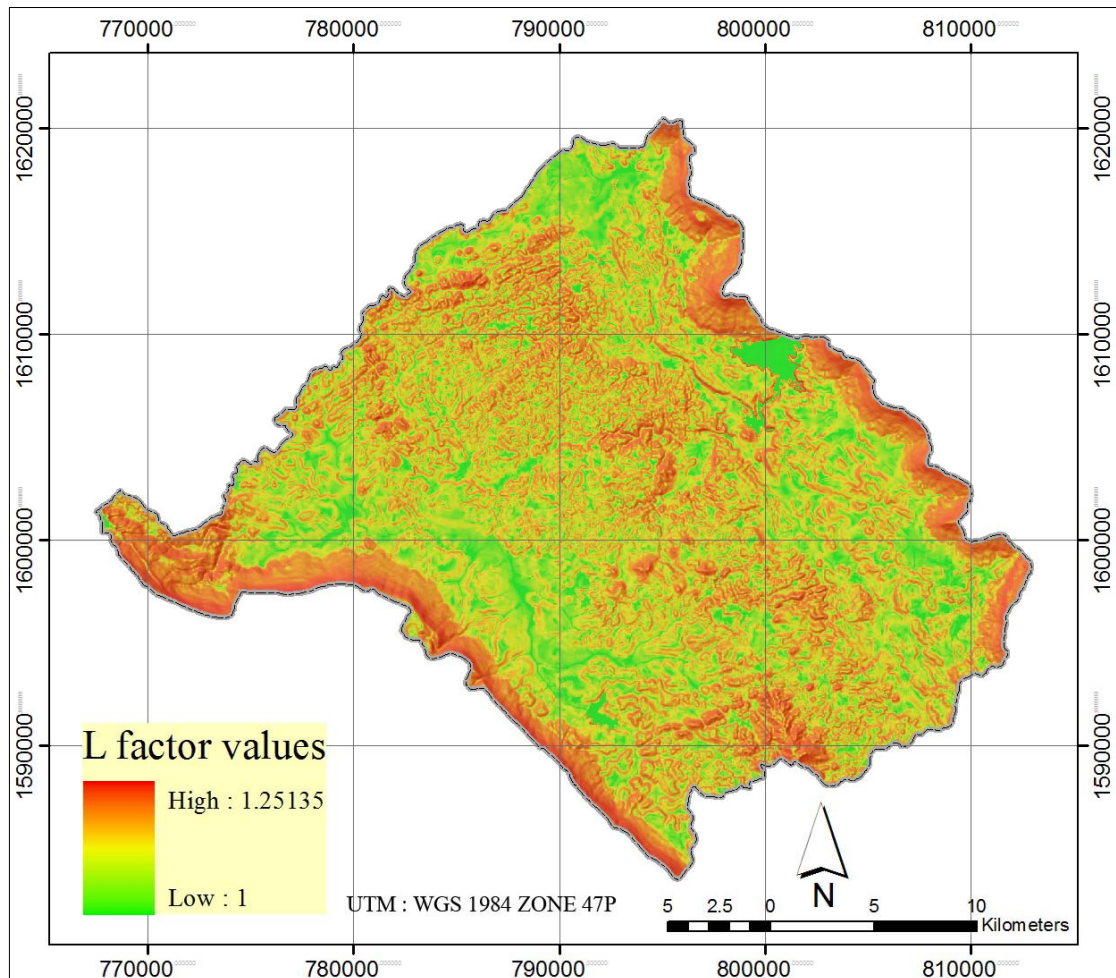 770000 780000 790000 800000 810000
1620000 1620000
1610000 1610000
1600000 1600000
1590000 1590000
L factor values
High : 1.25135
Low : 1
UTM : WGS 1984 ZONE 47P
N
5 2.5 0 5 10
Kilometers
770000 780000 790000 800000 810000